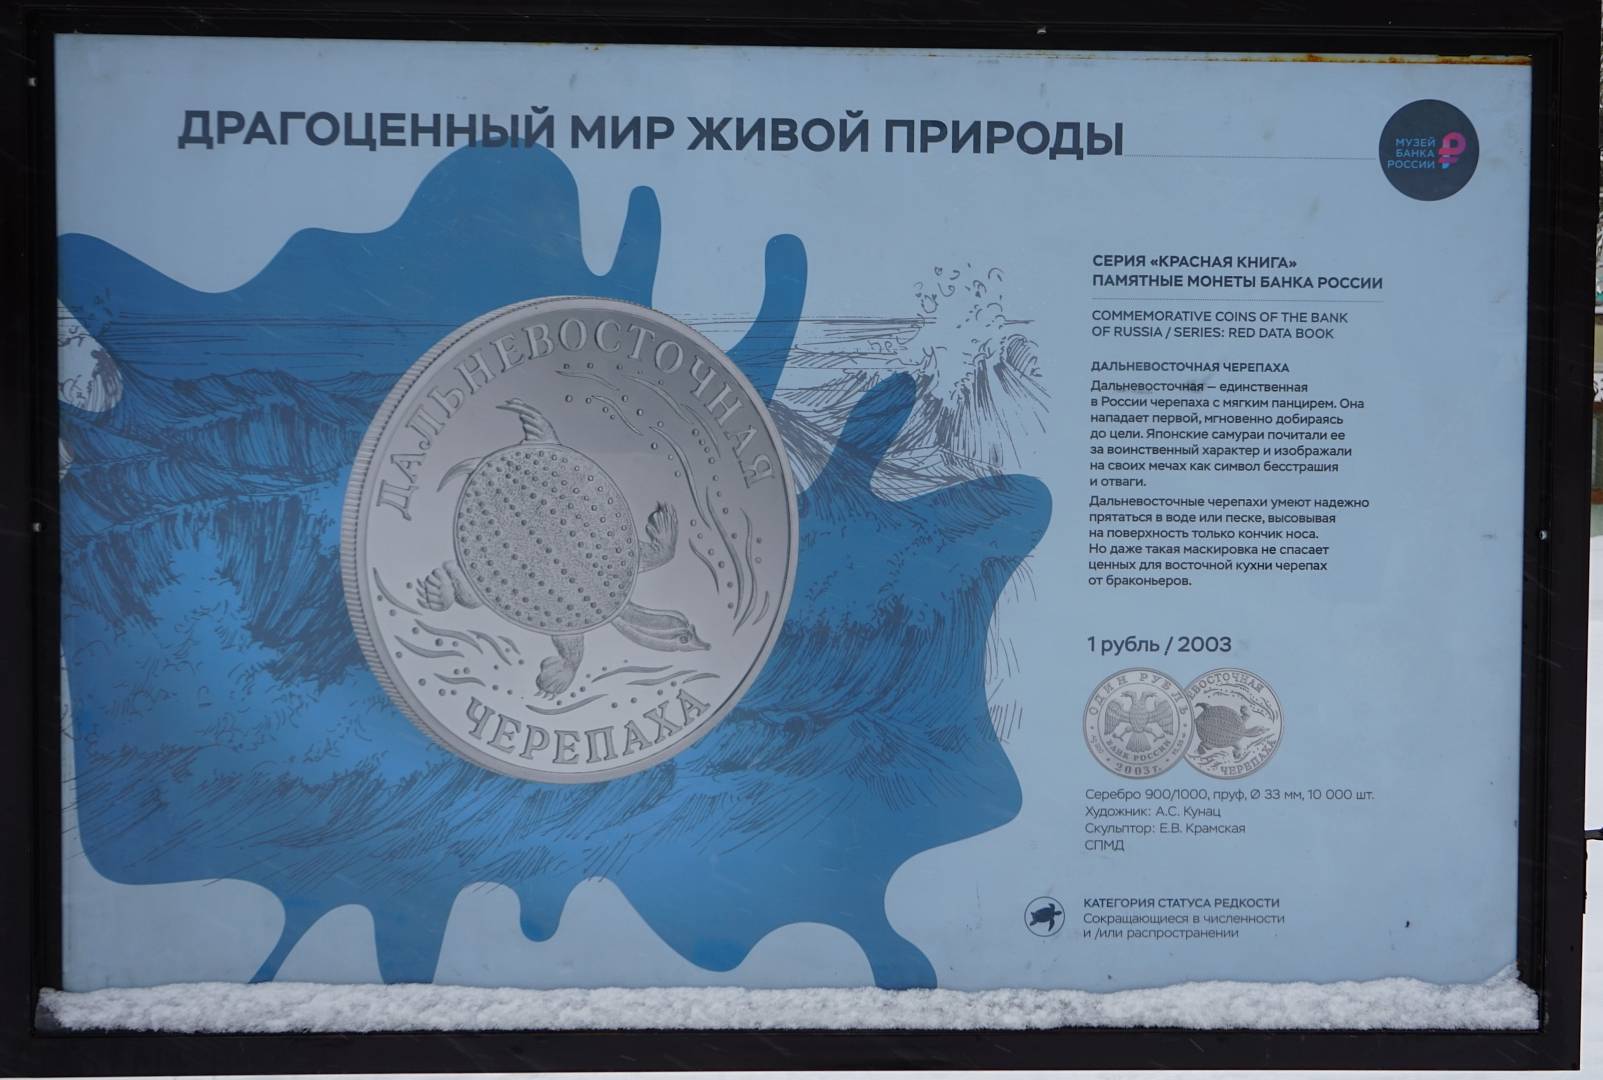 ДРАГОЦЕННЫЙ МИР ЖИВОЙ ПРИРОДЫ
МУЗЕЙ
БАНКА
РОССИИ
ДАЛЬНЕВОСТОЧНАЯ
ЧЕРЕПАХА
СЕРИЯ «КРАСНАЯ КНИГА»
ПАМЯТНЫЕ МОНЕТЫ БАНКА РОССИИ
COMMEMORATIVE COINS OF THE BANK
OF RUSSIA / SERIES: RED DATA BOOK
ДАЛЬНЕВОСТОЧНАЯ ЧЕРЕПАХА
Дальневосточная – единственная
в России черепаха с мягким панцирем. Она
нападает первой, мгновенно добираясь
до цели. Японские самураи почитали ее
за воинственный характер и изображали
на своих мечах как символ бесстрашия
и отваги.
Дальневосточные черепахи умеют надежно
прятаться в воде или песке, высовывая
на поверхность только кончик носа.
Но даже такая маскировка не спасает
ценных для восточной кухни черепах
от браконьеров.
1 рубль / 2003
ОДИН РУБЛЬ
БАНК РОССИИ
2003 г.
ЕВОСТОЧНАЯ
ЧЕРЕПАХА
Серебро 900/1000, пруф, Ø 33 мм, 10 000 шт.
Художник: А.С. Кунац
Скульптор: Е.В. Крамская
СПМД
КАТЕГОРИЯ СТАТУСА РЕДКОСТИ
Сокращающиеся в численности
и /или распространении